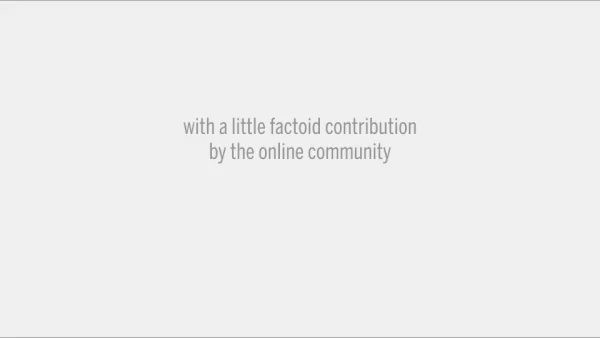 with a little factoid contribution
by the online community